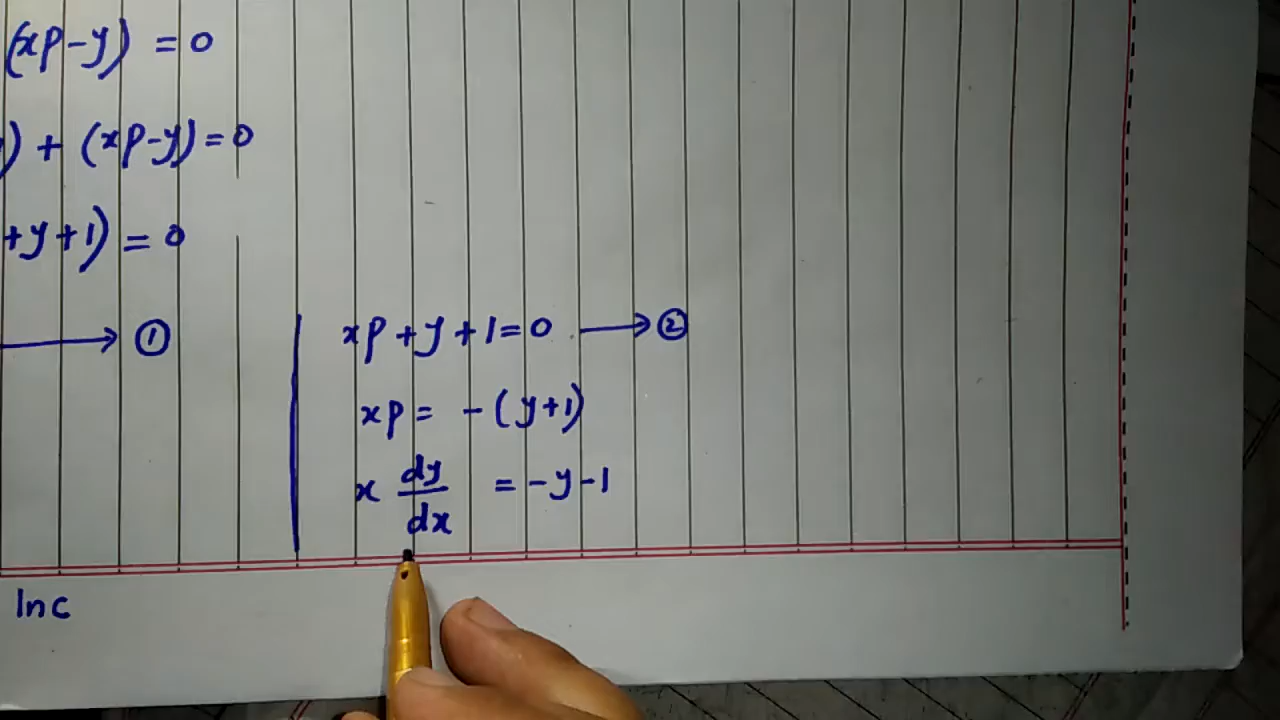 (xp-y) = 0
) + (xp-y) = 0
+y+1) = 0
⟶ ①
xp+y+1=0 ⟶ ②
xp = -(y+1)
x dy/dx = -y-1
lnc